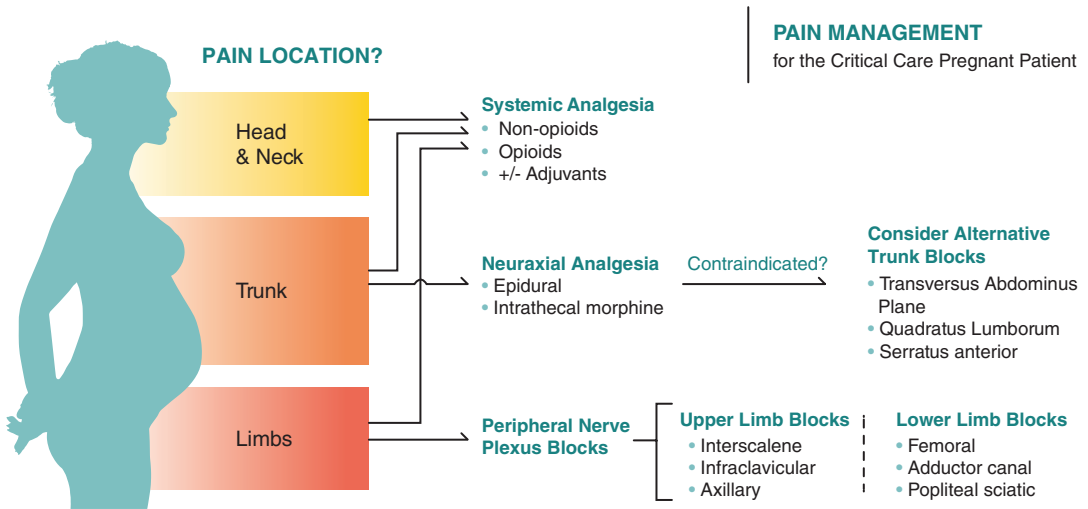 PAIN MANAGEMENT
for the Critical Care Pregnant Patient
PAIN LOCATION?
Head
& Neck
Trunk
Limbs
Systemic Analgesia
• Non-opioids
• Opioids
• +/- Adjuvants
Neuraxial Analgesia
• Epidural
• Intrathecal morphine
Contraindicated?
Consider Alternative
Trunk Blocks
• Transversus Abdominus
Plane
• Quadratus Lumborum
• Serratus anterior
Peripheral Nerve
Plexus Blocks
Upper Limb Blocks
• Interscalene
• Infraclavicular
• Axillary
Lower Limb Blocks
• Femoral
• Adductor canal
• Popliteal sciatic